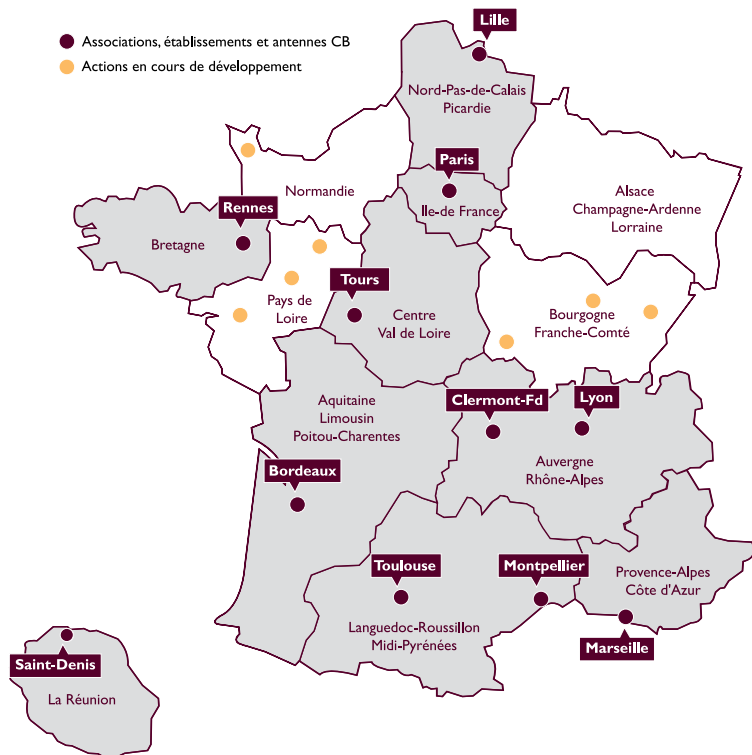 Associations, établissements et antennes CB
Actions en cours de développement
Lille
Nord-Pas-de-Calais
Picardie
Paris
Ile-de France
Normandie
Alsace
Champagne-Ardenne
Lorraine
Rennes
Bretagne
Pays de
Loire
Tours
Centre
Val de Loire
Bourgogne
Franche-Comté
Aquitaine
Limousin
Poitou-Charentes
Clermont-Fd
Lyon
Auvergne
Rhône-Alpes
Bordeaux
Toulouse
Montpellier
Languedoc-Roussillon
Midi-Pyrénées
Provence-Alpes
Côte d'Azur
Marseille
Saint-Denis
La Réunion